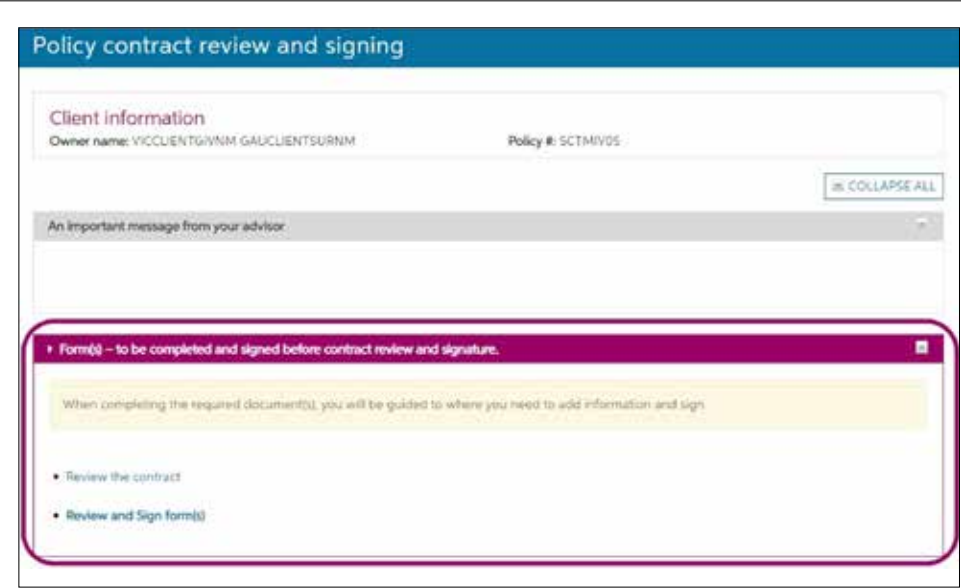 Policy contract review and signing
Client information
Owner name: VICCLIENTGIVNM GAUCLIENTSURNM
Policy #: SCTMIV05
COLLAPSE ALL
An important message from your advisor
Form(s) – to be completed and signed before contract review and signature.
When completing the required document(s), you will be guided to where you need to add information and sign
Review the contract
Review and Sign form(s)